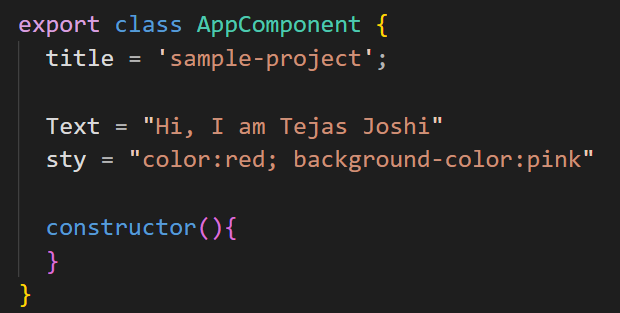 export class AppComponent {
  title = 'sample-project';
  Text = "Hi, I am Tejas Joshi"
  sty = "color:red; background-color:pink"
  constructor(){
  }
}